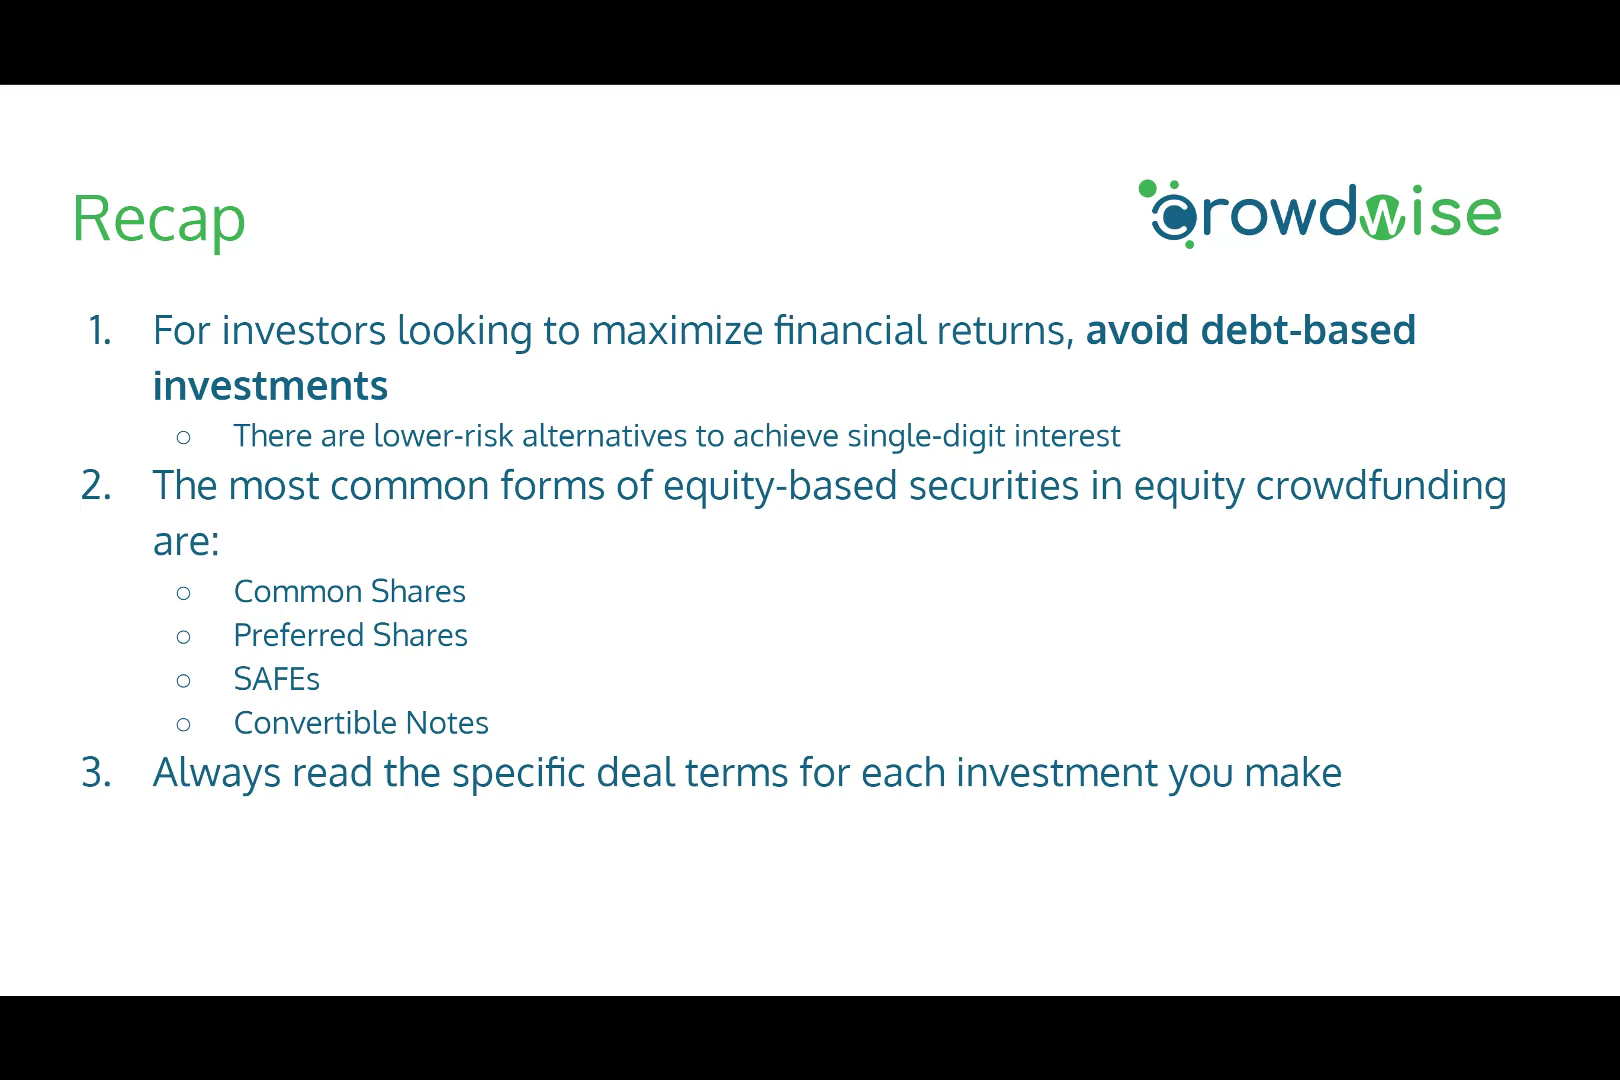 Recap
crowdwise
1. For investors looking to maximize financial returns, avoid debt-based
investments
○ There are lower-risk alternatives to achieve single-digit interest
2. The most common forms of equity-based securities in equity crowdfunding
are:
○ Common Shares
○ Preferred Shares
○ SAFEs
○ Convertible Notes
3. Always read the specific deal terms for each investment you make